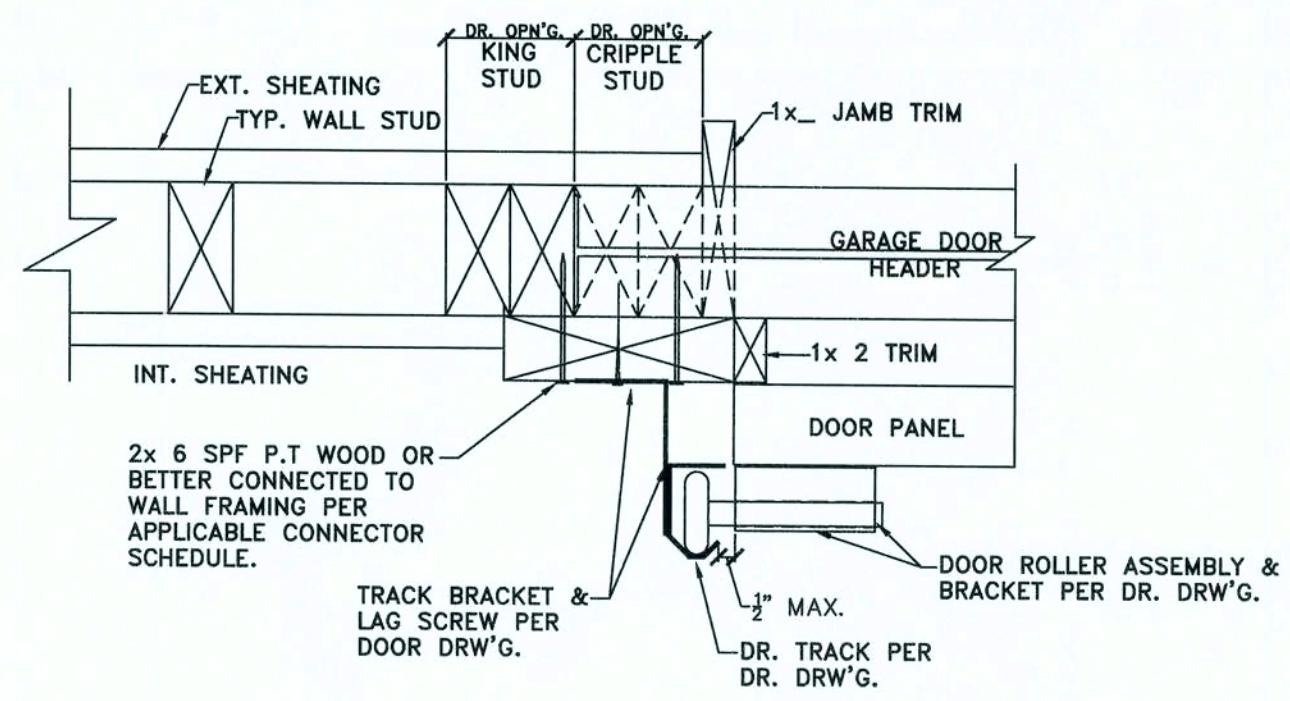 DR. OPN'G. DR. OPN'G.
KING
STUD
CRIPPLE
STUD
EXT. SHEATING
TYP. WALL STUD
1x_ JAMB TRIM
GARAGE DOOR
HEADER
1x 2 TRIM
INT. SHEATING
DOOR PANEL
2x 6 SPF P.T WOOD OR
BETTER CONNECTED TO
WALL FRAMING PER
APPLICABLE CONNECTOR
SCHEDULE.
TRACK BRACKET &
LAG SCREW PER
DOOR DRW'G.
1/2" MAX.
DOOR ROLLER ASSEMBLY &
BRACKET PER DR. DRW'G.
DR. TRACK PER
DR. DRW'G.